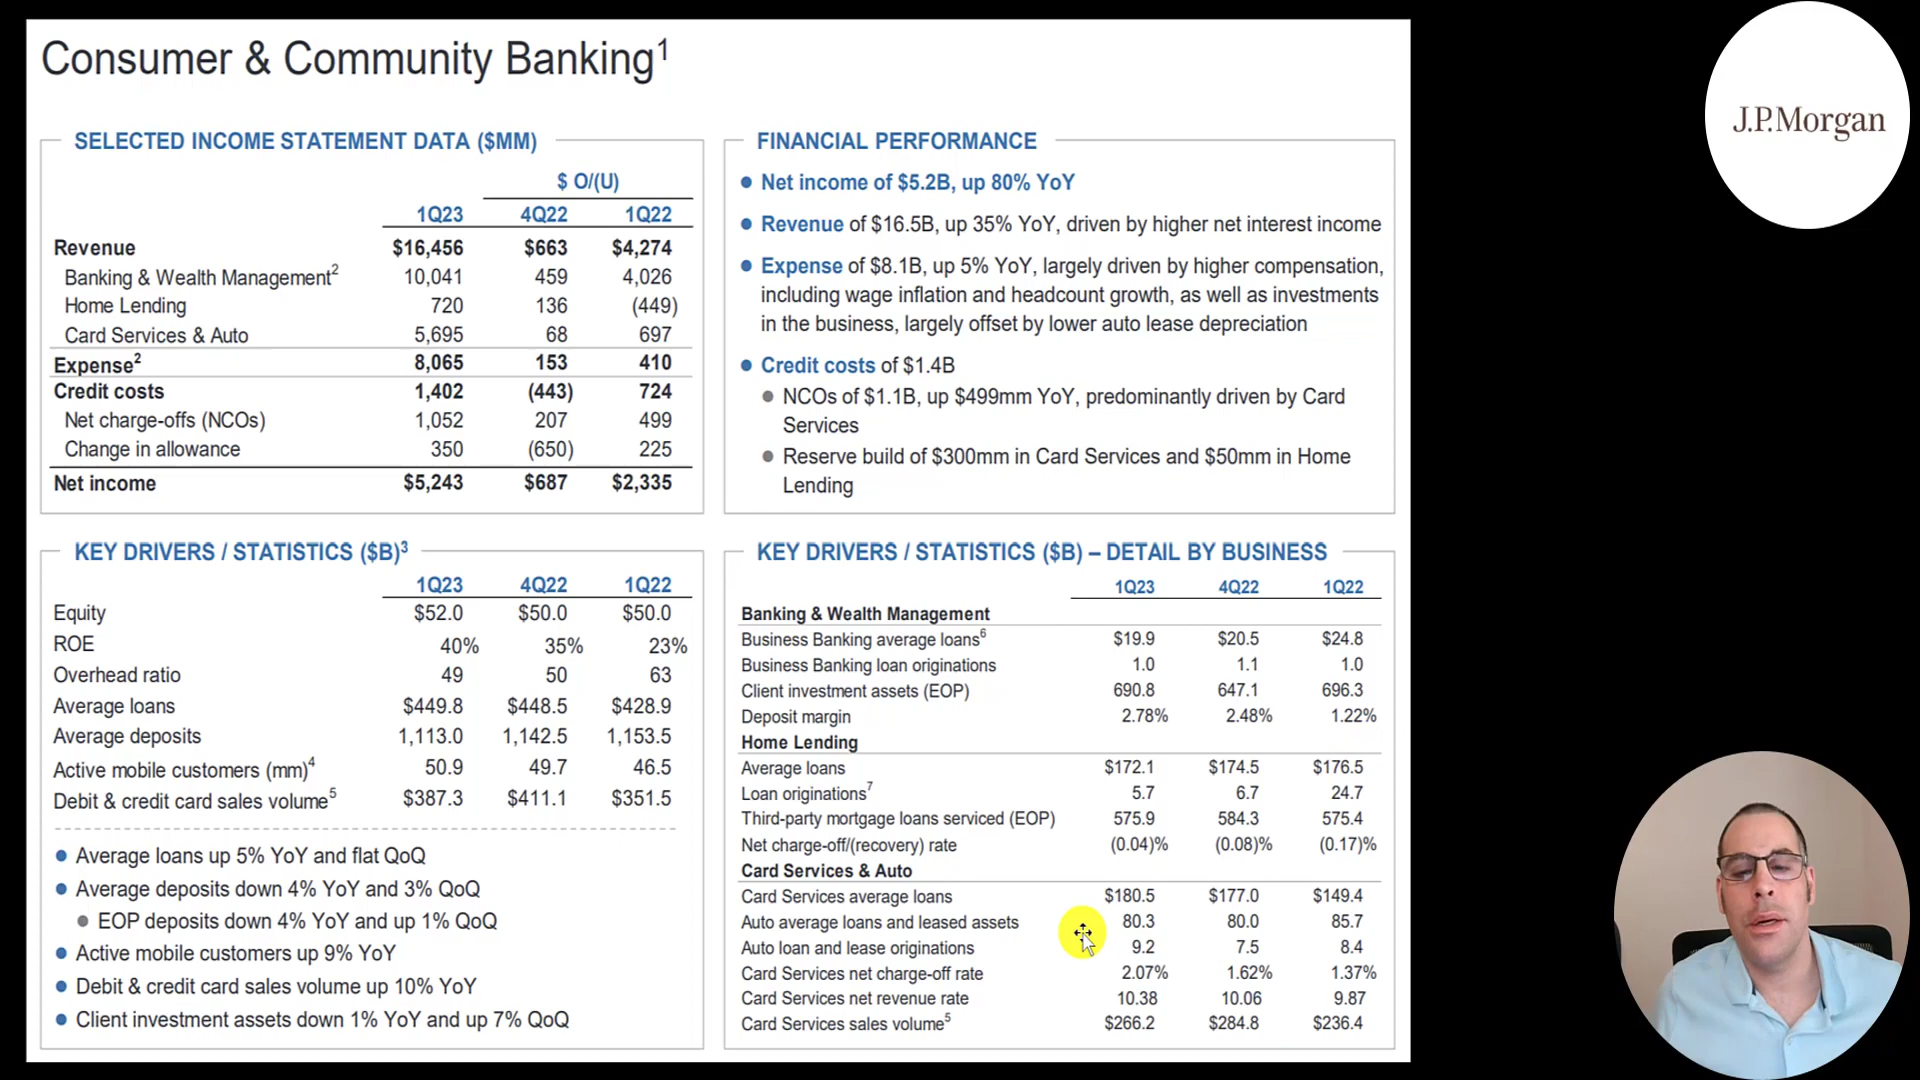 Consumer & Community Banking1
SELECTED INCOME STATEMENT DATA ($MM)
$ O/(U)
1Q23 4Q22 1Q22
Revenue $16,456 $663 $4,274
Banking & Wealth Management2 10,041 459 4,026
Home Lending 720 136 (449)
Card Services & Auto 5,695 68 697
Expense2 8,065 153 410
Credit costs 1,402 (443) 724
Net charge-offs (NCOs) 1,052 207 499
Change in allowance 350 (650) 225
Net income $5,243 $687 $2,335
FINANCIAL PERFORMANCE
Net income of $5.2B, up 80% YoY
Revenue of $16.5B, up 35% YoY, driven by higher net interest income
Expense of $8.1B, up 5% YoY, largely driven by higher compensation,
including wage inflation and headcount growth, as well as investments
in the business, largely offset by lower auto lease depreciation
Credit costs of $1.4B
NCOs of $1.1B, up $499mm YoY, predominantly driven by Card
Services
Reserve build of $300mm in Card Services and $50mm in Home
Lending
KEY DRIVERS / STATISTICS ($B)3
1Q23 4Q22 1Q22
Equity $52.0 $50.0 $50.0
ROE 40% 35% 23%
Overhead ratio 49 50 63
Average loans $449.8 $448.5 $428.9
Average deposits 1,113.0 1,142.5 1,153.5
Active mobile customers (mm)4 50.9 49.7 46.5
Debit & credit card sales volume5 $387.3 $411.1 $351.5
Average loans up 5% YoY and flat QoQ
Average deposits down 4% YoY and 3% QoQ
EOP deposits down 4% YoY and up 1% QoQ
Active mobile customers up 9% YoY
Debit & credit card sales volume up 10% YoY
Client investment assets down 1% YoY and up 7% QoQ
KEY DRIVERS / STATISTICS ($B) – DETAIL BY BUSINESS
1Q23 4Q22 1Q22
Banking & Wealth Management
Business Banking average loans6 $19.9 $20.5 $24.8
Business Banking loan originations 1.0 1.1 1.0
Client investment assets (EOP) 690.8 647.1 696.3
Deposit margin 2.78% 2.48% 1.22%
Home Lending
Average loans $172.1 $174.5 $176.5
Loan originations7 5.7 6.7 24.7
Third-party mortgage loans serviced (EOP) 575.9 584.3 575.4
Net charge-off/(recovery) rate (0.04)% (0.08)% (0.17)%
Card Services & Auto
Card Services average loans $180.5 $177.0 $149.4
Auto average loans and leased assets 80.3 80.0 85.7
Auto loan and lease originations 9.2 7.5 8.4
Card Services net charge-off rate 2.07% 1.62% 1.37%
Card Services net revenue rate 10.38 10.06 9.87
Card Services sales volume5 $266.2 $284.8 $236.4
J.P.Morgan